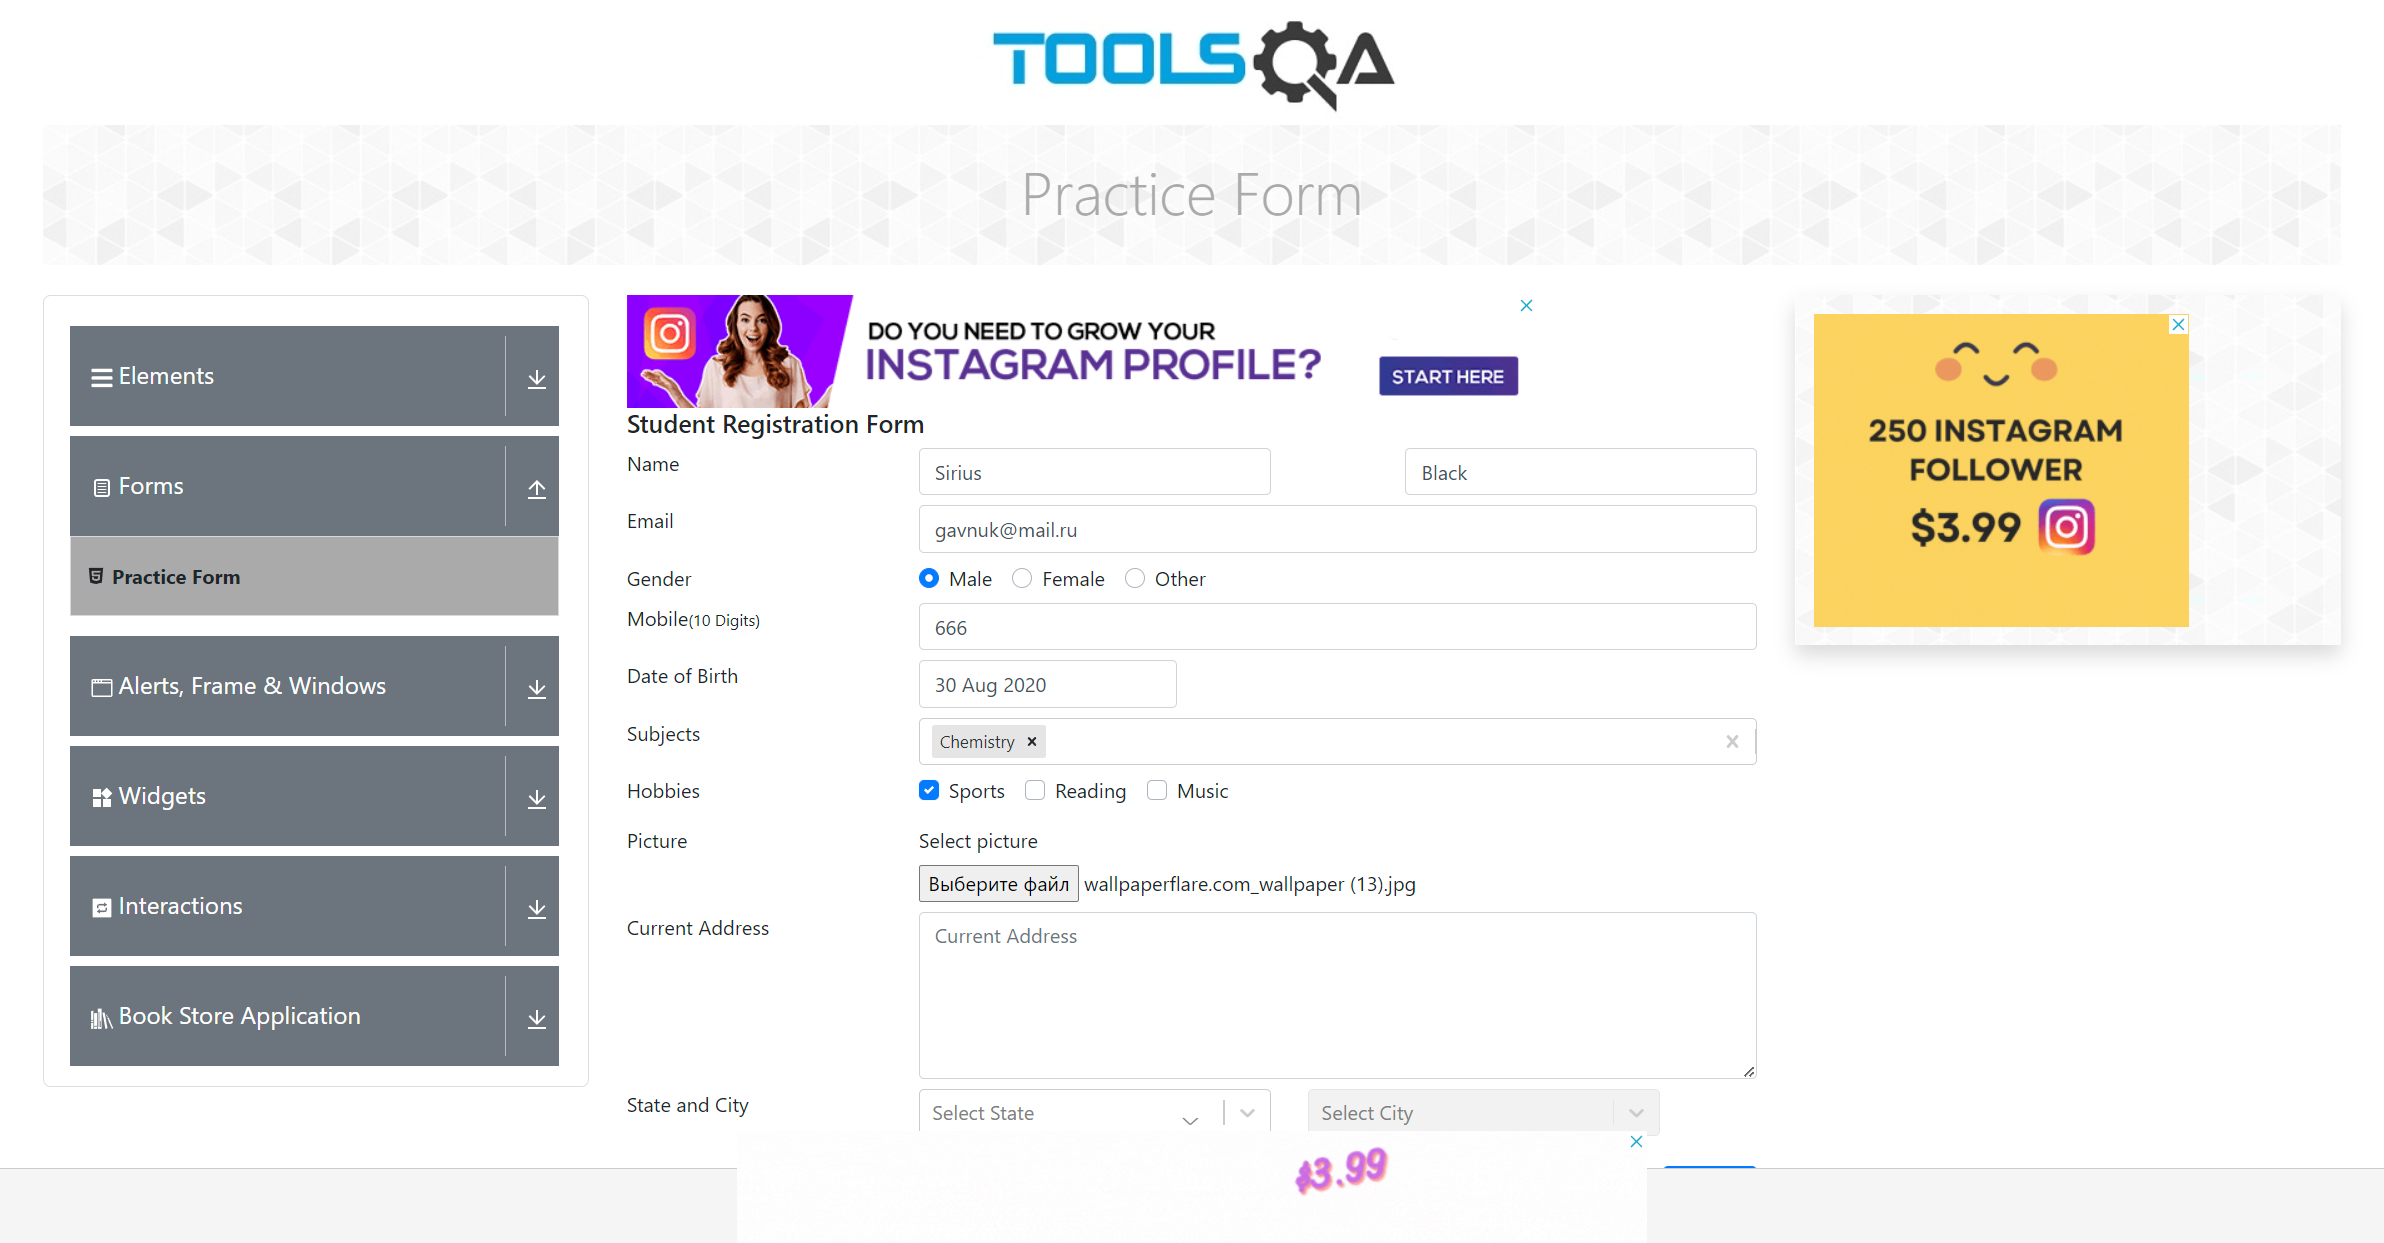 TOOLSQA
Practice Form
Elements
Forms
Practice Form
Alerts, Frame & Windows
Widgets
Interactions
Book Store Application
DO YOU NEED TO GROW YOUR
INSTAGRAM PROFILE?
START HERE
Student Registration Form
Name
Sirius
Black
Email
gavnuk@mail.ru
Gender
Male
Female
Other
Mobile(10 Digits)
666
Date of Birth
30 Aug 2020
Subjects
Chemistry
Hobbies
Sports
Reading
Music
Picture
Select picture
Выберите файл wallpaperflare.com_wallpaper (13).jpg
Current Address
Current Address
State and City
Select State
Select City
$3.99
250 INSTAGRAM
FOLLOWER
$3.99